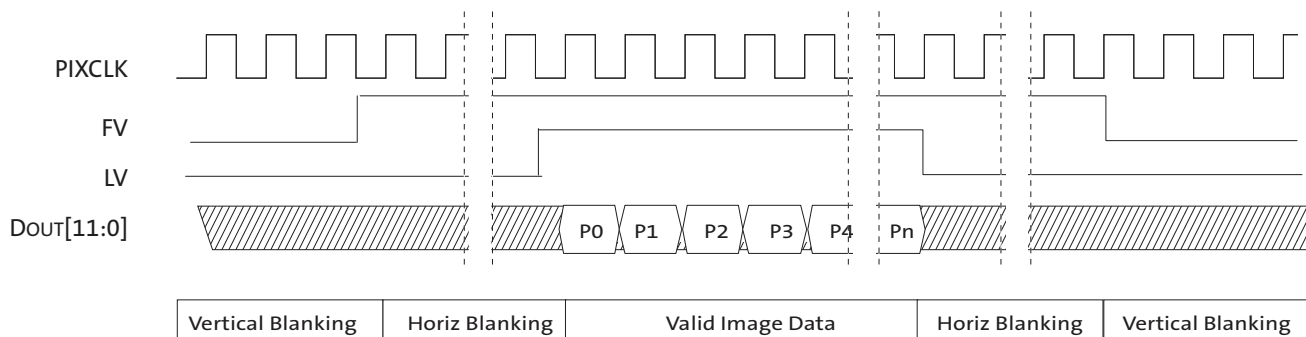 PIXCLK
FV
LV
DOUT[11:0]
P0 P1 P2 P3 P4 Pn
Vertical Blanking Horiz Blanking Valid Image Data Horiz Blanking Vertical Blanking